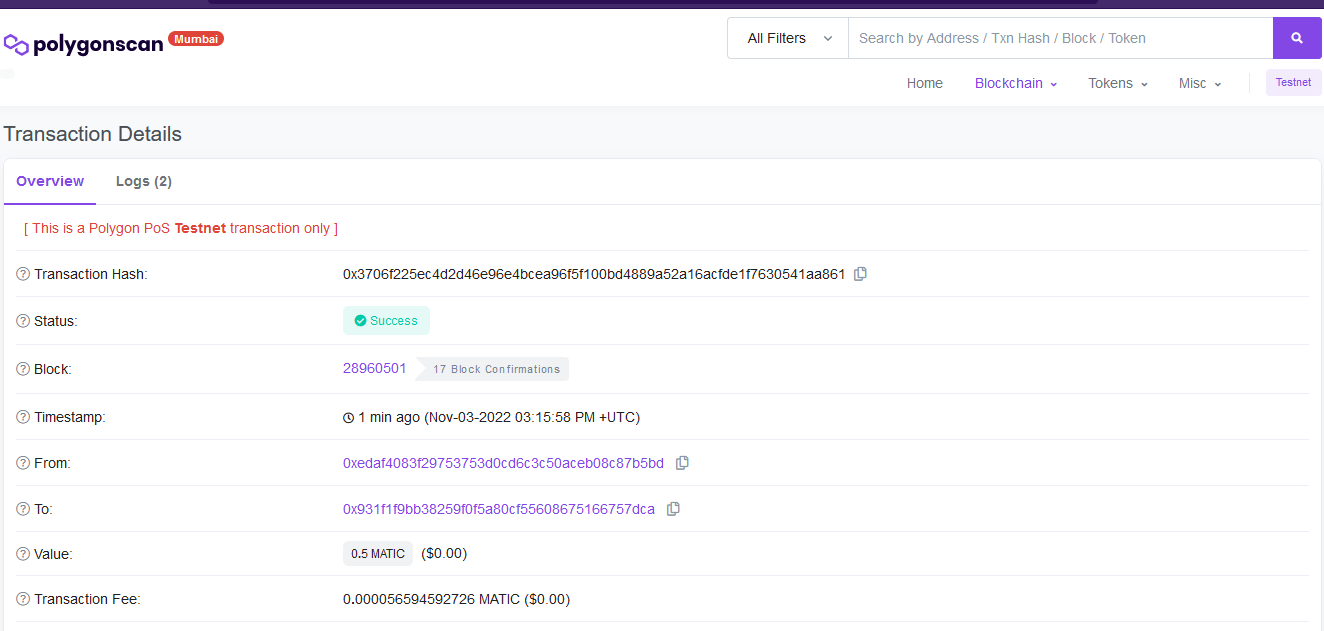 polygonscan Mumbai
All Filters Search by Address / Txn Hash / Block / Token
Home Blockchain Tokens Misc Testnet
Transaction Details
Overview Logs (2)
[ This is a Polygon PoS Testnet transaction only ]
Transaction Hash: 0x3706f225ec4d2d46e96e4bcea96f5f100bd4889a52a16acfde1f7630541aa861
Status: Success
Block: 28960501 17 Block Confirmations
Timestamp: 1 min ago (Nov-03-2022 03:15:58 PM +UTC)
From: 0xedaf4083f29753753d0cd6c3c50aceb08c87b5bd
To: 0x931f1f9bb38259f0f5a80cf55608675166757dca
Value: 0.5 MATIC ($0.00)
Transaction Fee: 0.000056594592726 MATIC ($0.00)